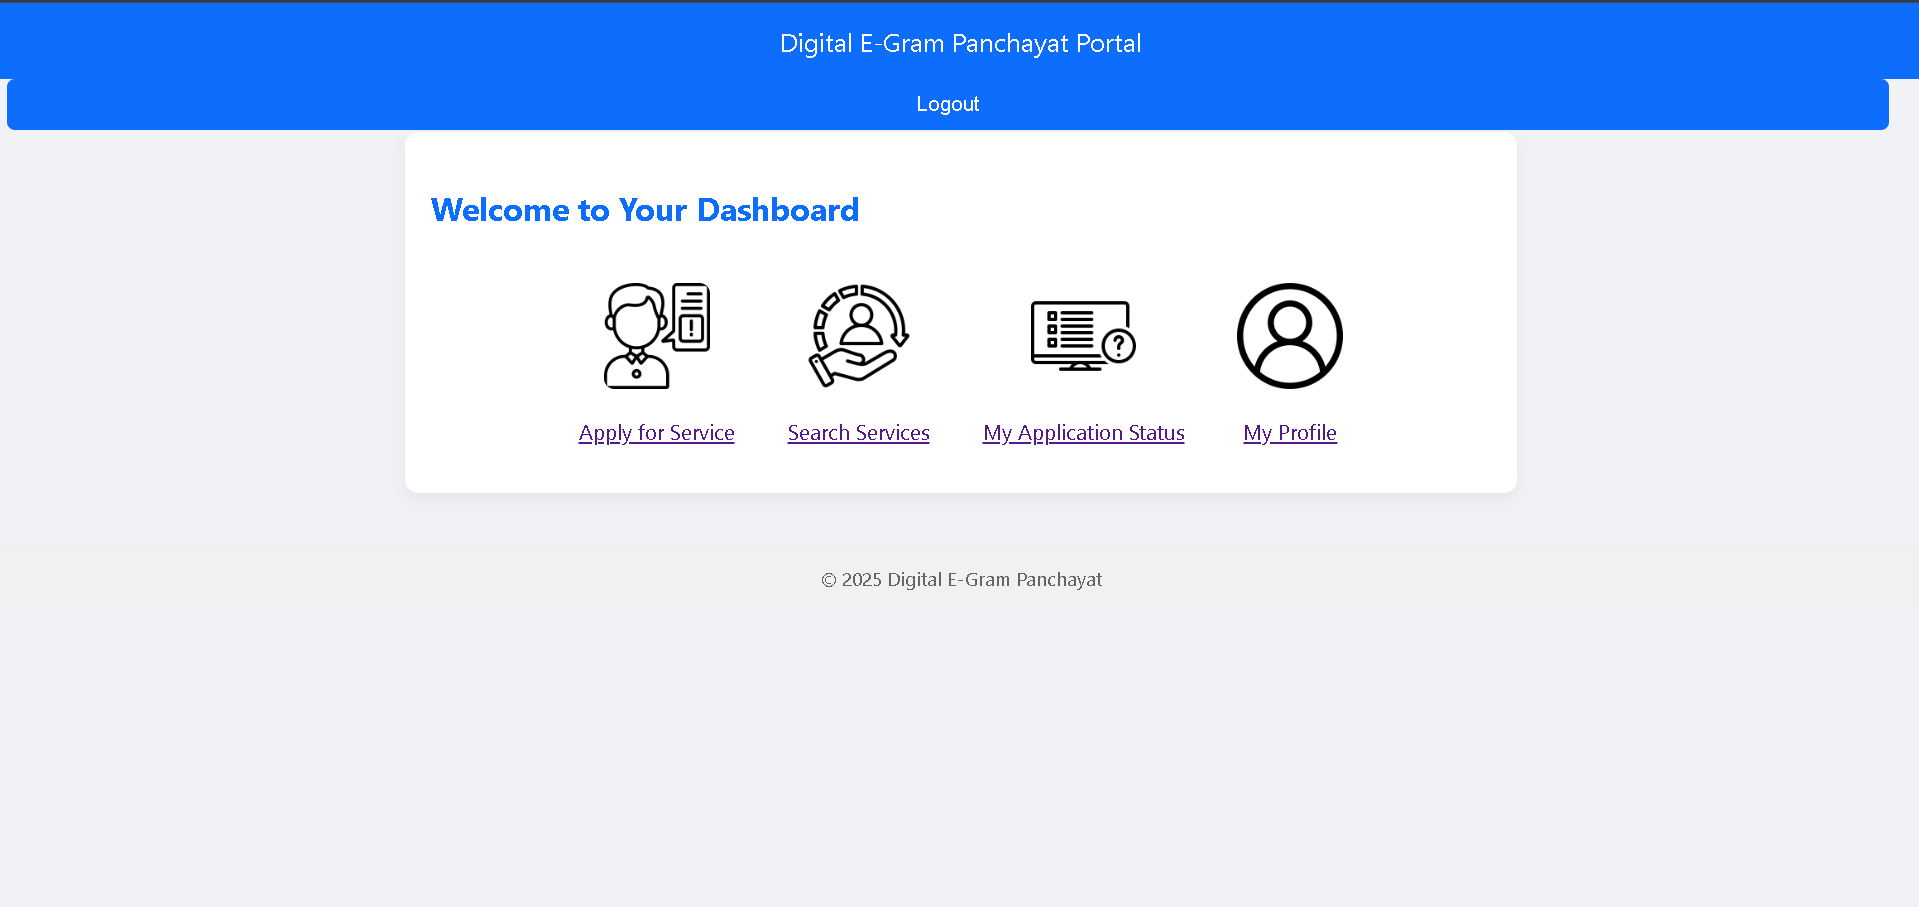 Digital E-Gram Panchayat Portal
Logout
Welcome to Your Dashboard
Apply for Service
Search Services
My Application Status
My Profile
© 2025 Digital E-Gram Panchayat